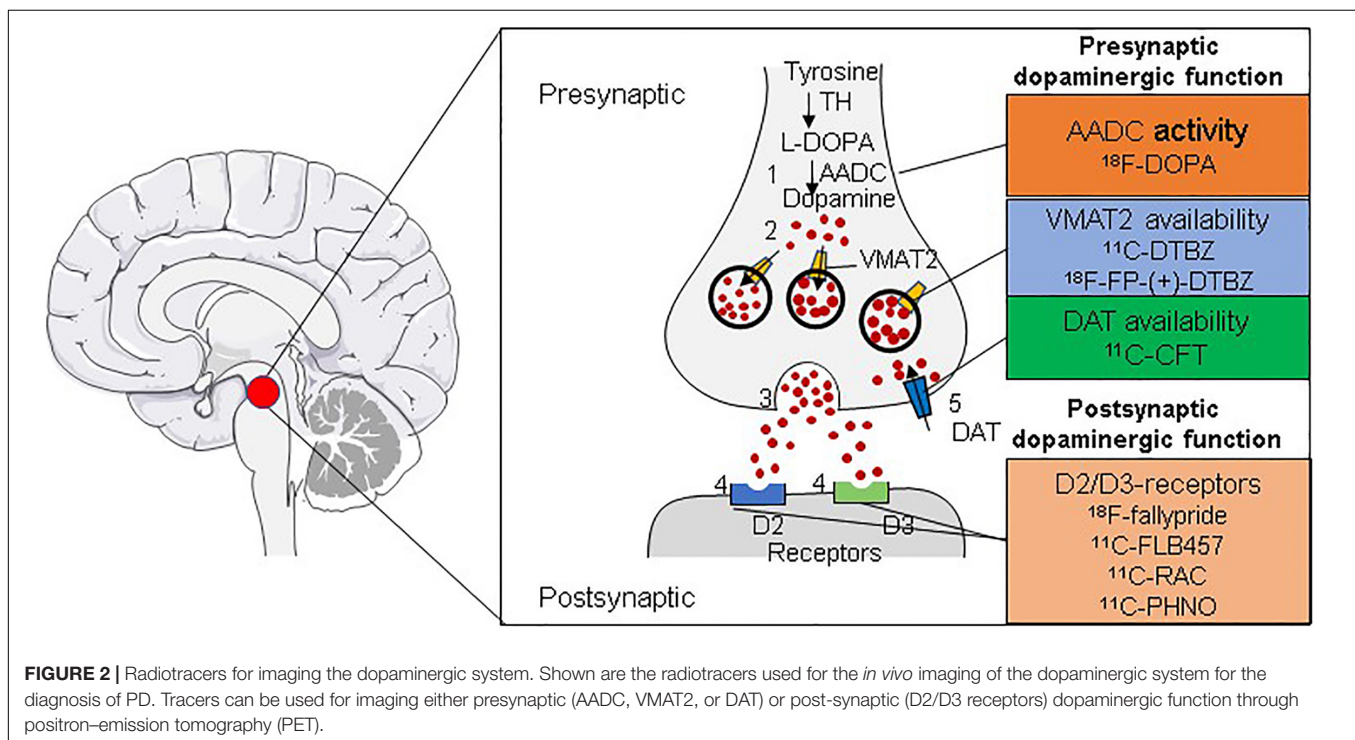 Presynaptic
Tyrosine
TH
L-DOPA
1
AADC
Dopamine
2
VMAT2
3
5
DAT
4
4
D2
D3
Receptors
Postsynaptic
Presynaptic
dopaminergic function
AADC activity
¹⁸F-DOPA
VMAT2 availability
¹¹C-DTBZ
¹⁸F-FP-(+)-DTBZ
DAT availability
¹¹C-CFT
Postsynaptic
dopaminergic function
D2/D3-receptors
¹⁸F-fallypride
¹¹C-FLB457
¹¹C-RAC
¹¹C-PHNO
FIGURE 2 | Radiotracers for imaging the dopaminergic system. Shown are the radiotracers used for the in vivo imaging of the dopaminergic system for the
diagnosis of PD. Tracers can be used for imaging either presynaptic (AADC, VMAT2, or DAT) or post-synaptic (D2/D3 receptors) dopaminergic function through
positron–emission tomography (PET).